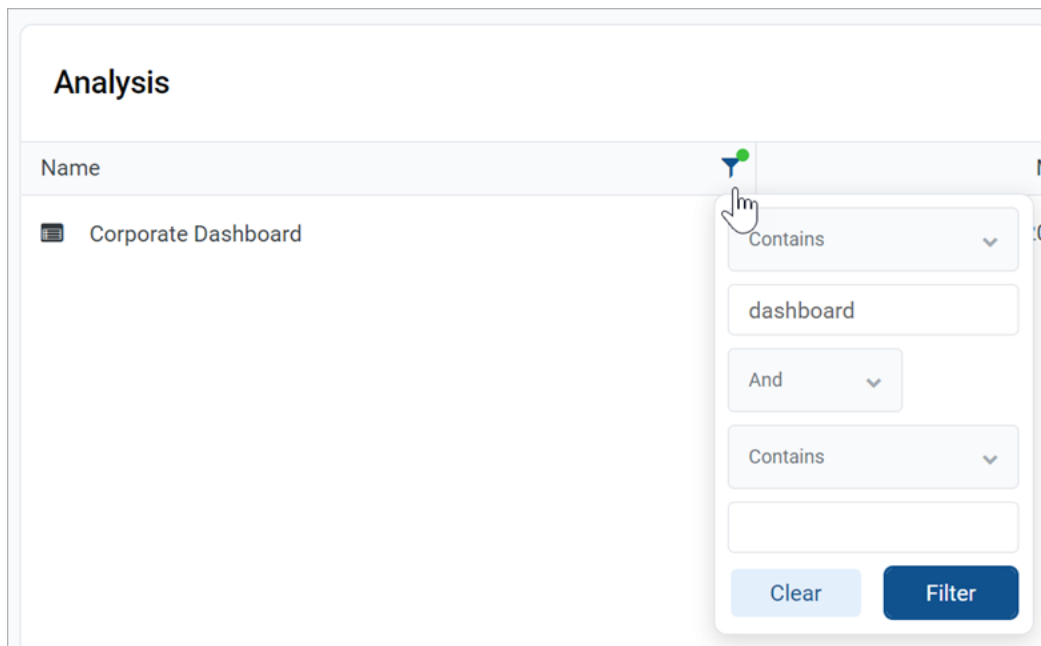 Analysis
Name
Corporate Dashboard
Contains
dashboard
And
Contains
Clear
Filter